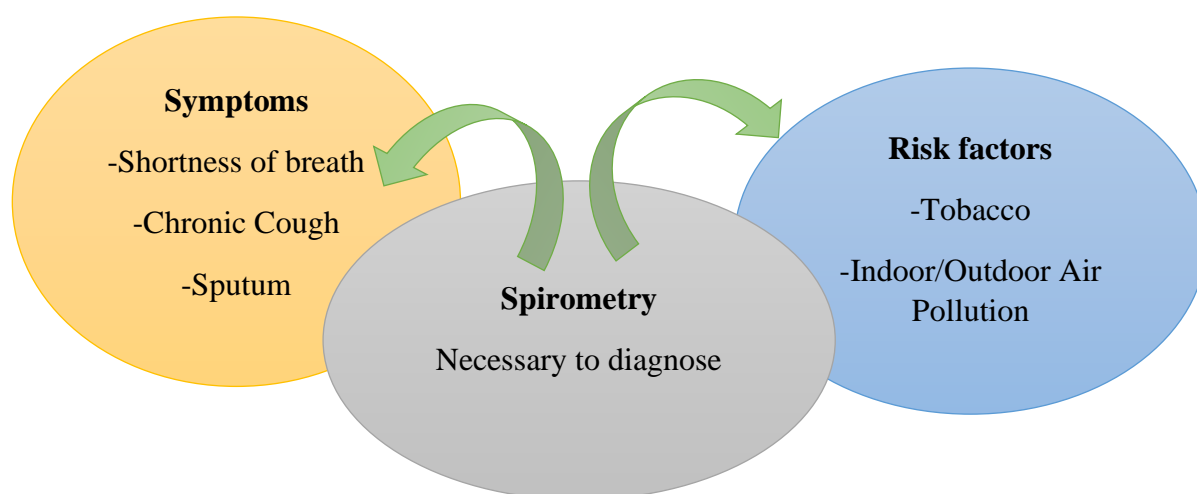 Symptoms
-Shortness of breath
-Chronic Cough
-Sputum
Spirometry
Necessary to diagnose
Risk factors
-Tobacco
-Indoor/Outdoor Air
Pollution